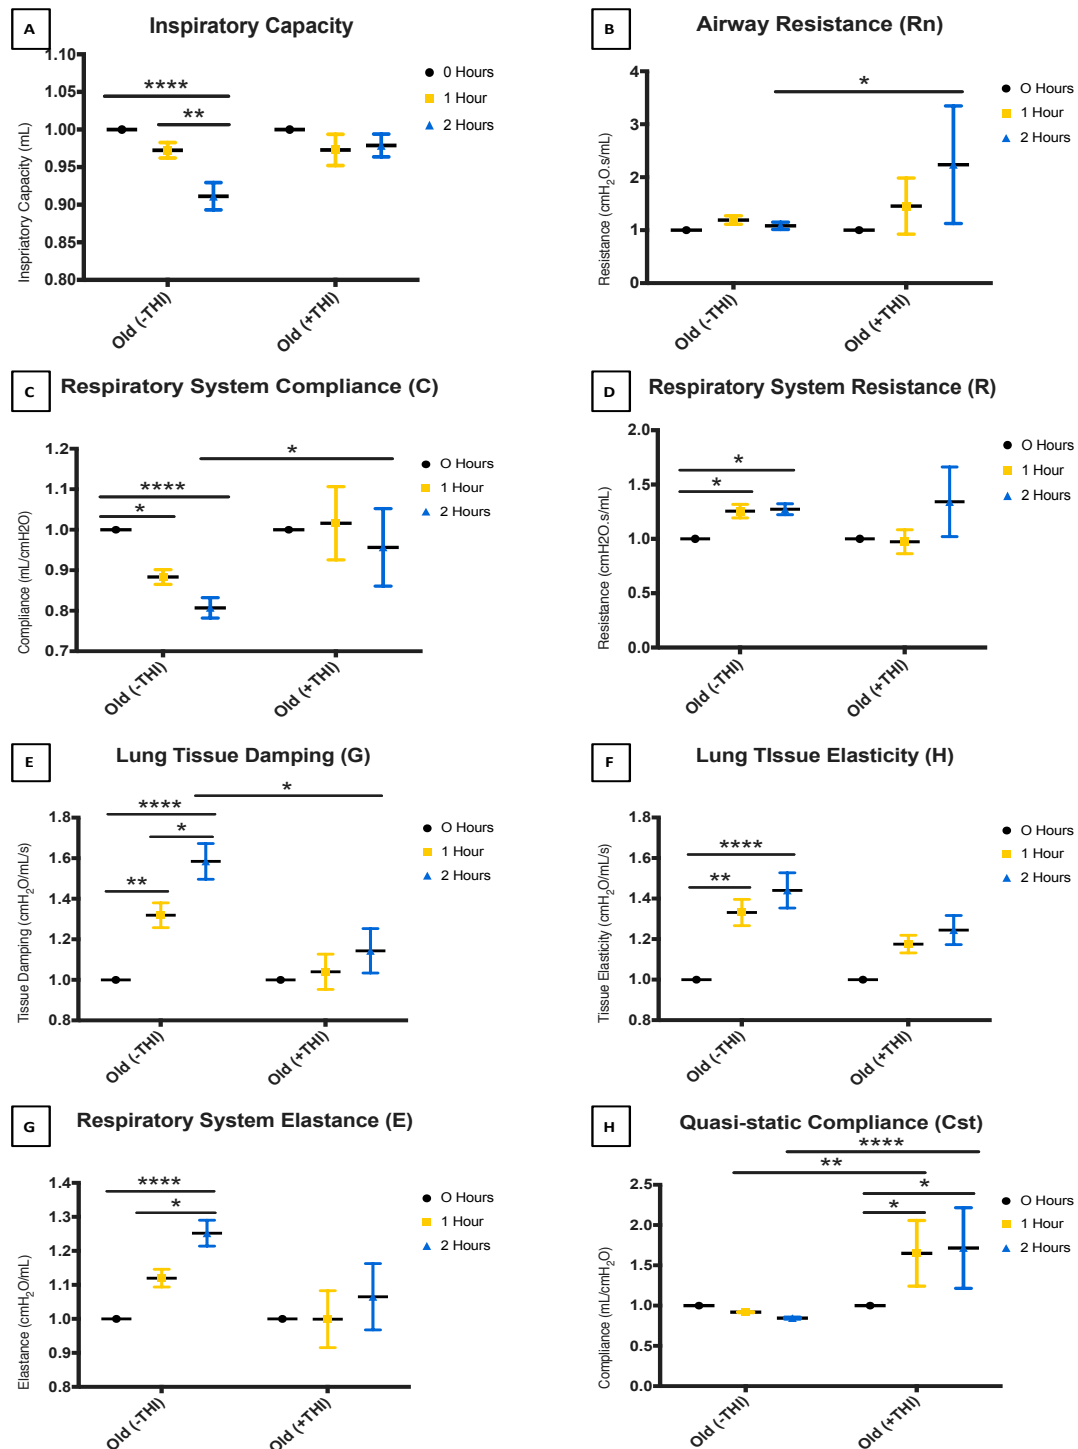 A
Inspiratory Capacity
Inspriatory Capacity (mL)
1.10
1.05
1.00
0.95
0.90
0.85
0.80
****
**
Old (-THI)
Old (+THI)
0 Hours
1 Hour
2 Hours
B
Airway Resistance (Rn)
Resistance (cmH₂O.s/mL)
4
3
2
1
0
*
Old (-THI)
Old (+THI)
O Hours
1 Hour
2 Hours
C
Respiratory System Compliance (C)
Compliance (mL/cmH2O)
1.2
1.1
1.0
0.9
0.8
0.7
*
****
*
Old (-THI)
Old (+THI)
O Hours
1 Hour
2 Hours
D
Respiratory System Resistance (R)
Resistance (cmH2O.s/mL)
2.0
1.5
1.0
0.5
0.0
*
*
Old (-THI)
Old (+THI)
O Hours
1 Hour
2 Hours
E
Lung Tissue Damping (G)
Tissue Damping (cmH₂O/mL/s)
1.8
1.6
1.4
1.2
1.0
0.8
*
****
*
**
Old (-THI)
Old (+THI)
O Hours
1 Hour
2 Hours
F
Lung TIssue Elasticity (H)
Tissue Elasticity (cmH₂O/mL/s)
1.8
1.6
1.4
1.2
1.0
0.8
****
**
Old (-THI)
Old (+THI)
O Hours
1 Hour
2 Hours
G
Respiratory System Elastance (E)
Elastance (cmH₂O/mL)
1.4
1.3
1.2
1.1
1.0
0.9
0.8
****
*
Old (-THI)
Old (+THI)
O Hours
1 Hour
2 Hours
H
Quasi-static Compliance (Cst)
Compliance (mL/cmH₂O)
2.5
2.0
1.5
1.0
0.5
0.0
****
**
*
*
Old (-THI)
Old (+THI)
O Hours
1 Hour
2 Hours